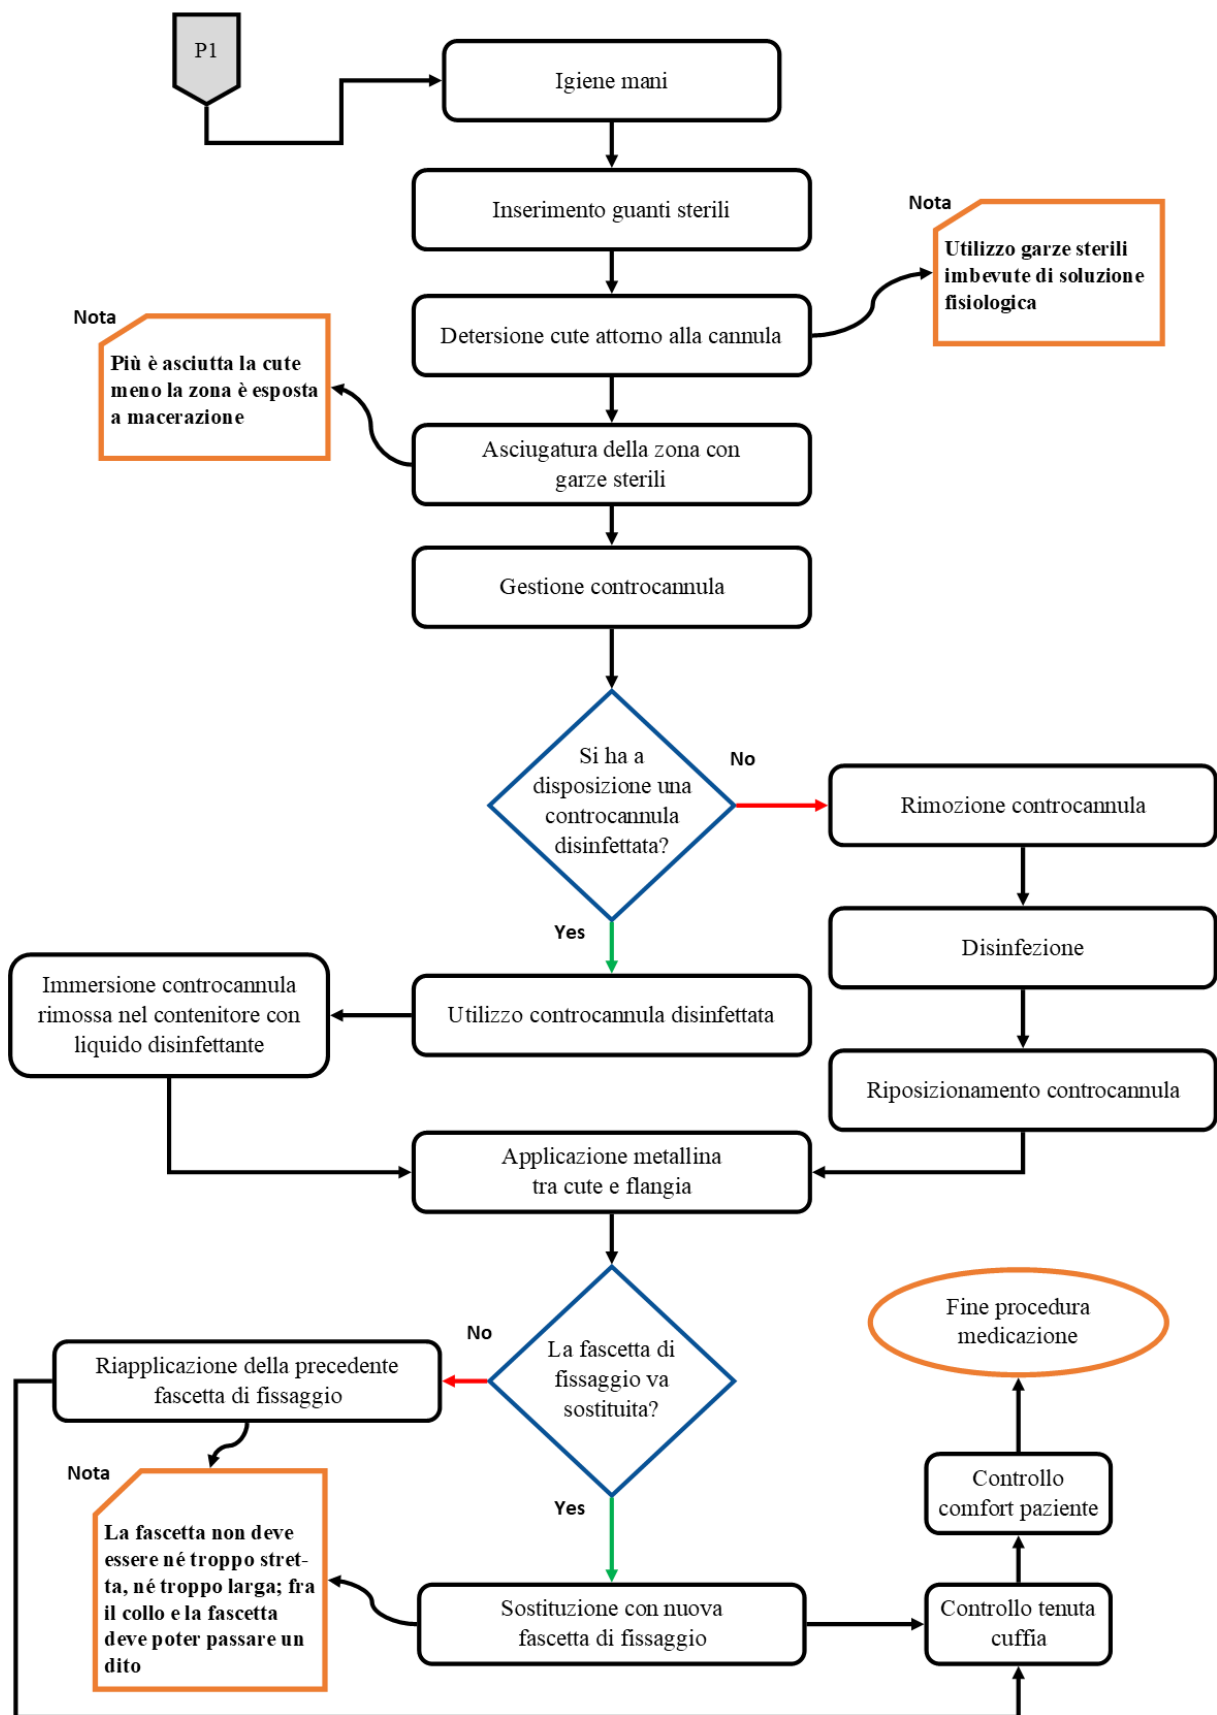 P1
Igiene mani
Inserimento guanti sterili
Nota
Utilizzo garze sterili
imbevute di soluzione
fisiologica
Detersione cute attorno alla cannula
Nota
Più è asciutta la cute
meno la zona è esposta
a macerazione
Asciugatura della zona con
garze sterili
Gestione controcannula
Si ha a
disposizione una
controcannula
disinfettata?
No
Rimozione controcannula
Disinfezione
Riposizionamento controcannula
Yes
Utilizzo controcannula disinfettata
Immersione controcannula
rimossa nel contenitore con
liquido disinfettante
Applicazione metallina
tra cute e flangia
La fascetta di
fissaggio va
sostituita?
No
Riapplicazione della precedente
fascetta di fissaggio
Nota
La fascetta non deve
essere né troppo stret-
ta, né troppo larga; fra
il collo e la fascetta
deve poter passare un
dito
Yes
Sostituzione con nuova
fascetta di fissaggio
Controllo tenuta
cuffia
Controllo
comfort paziente
Fine procedura
medicazione